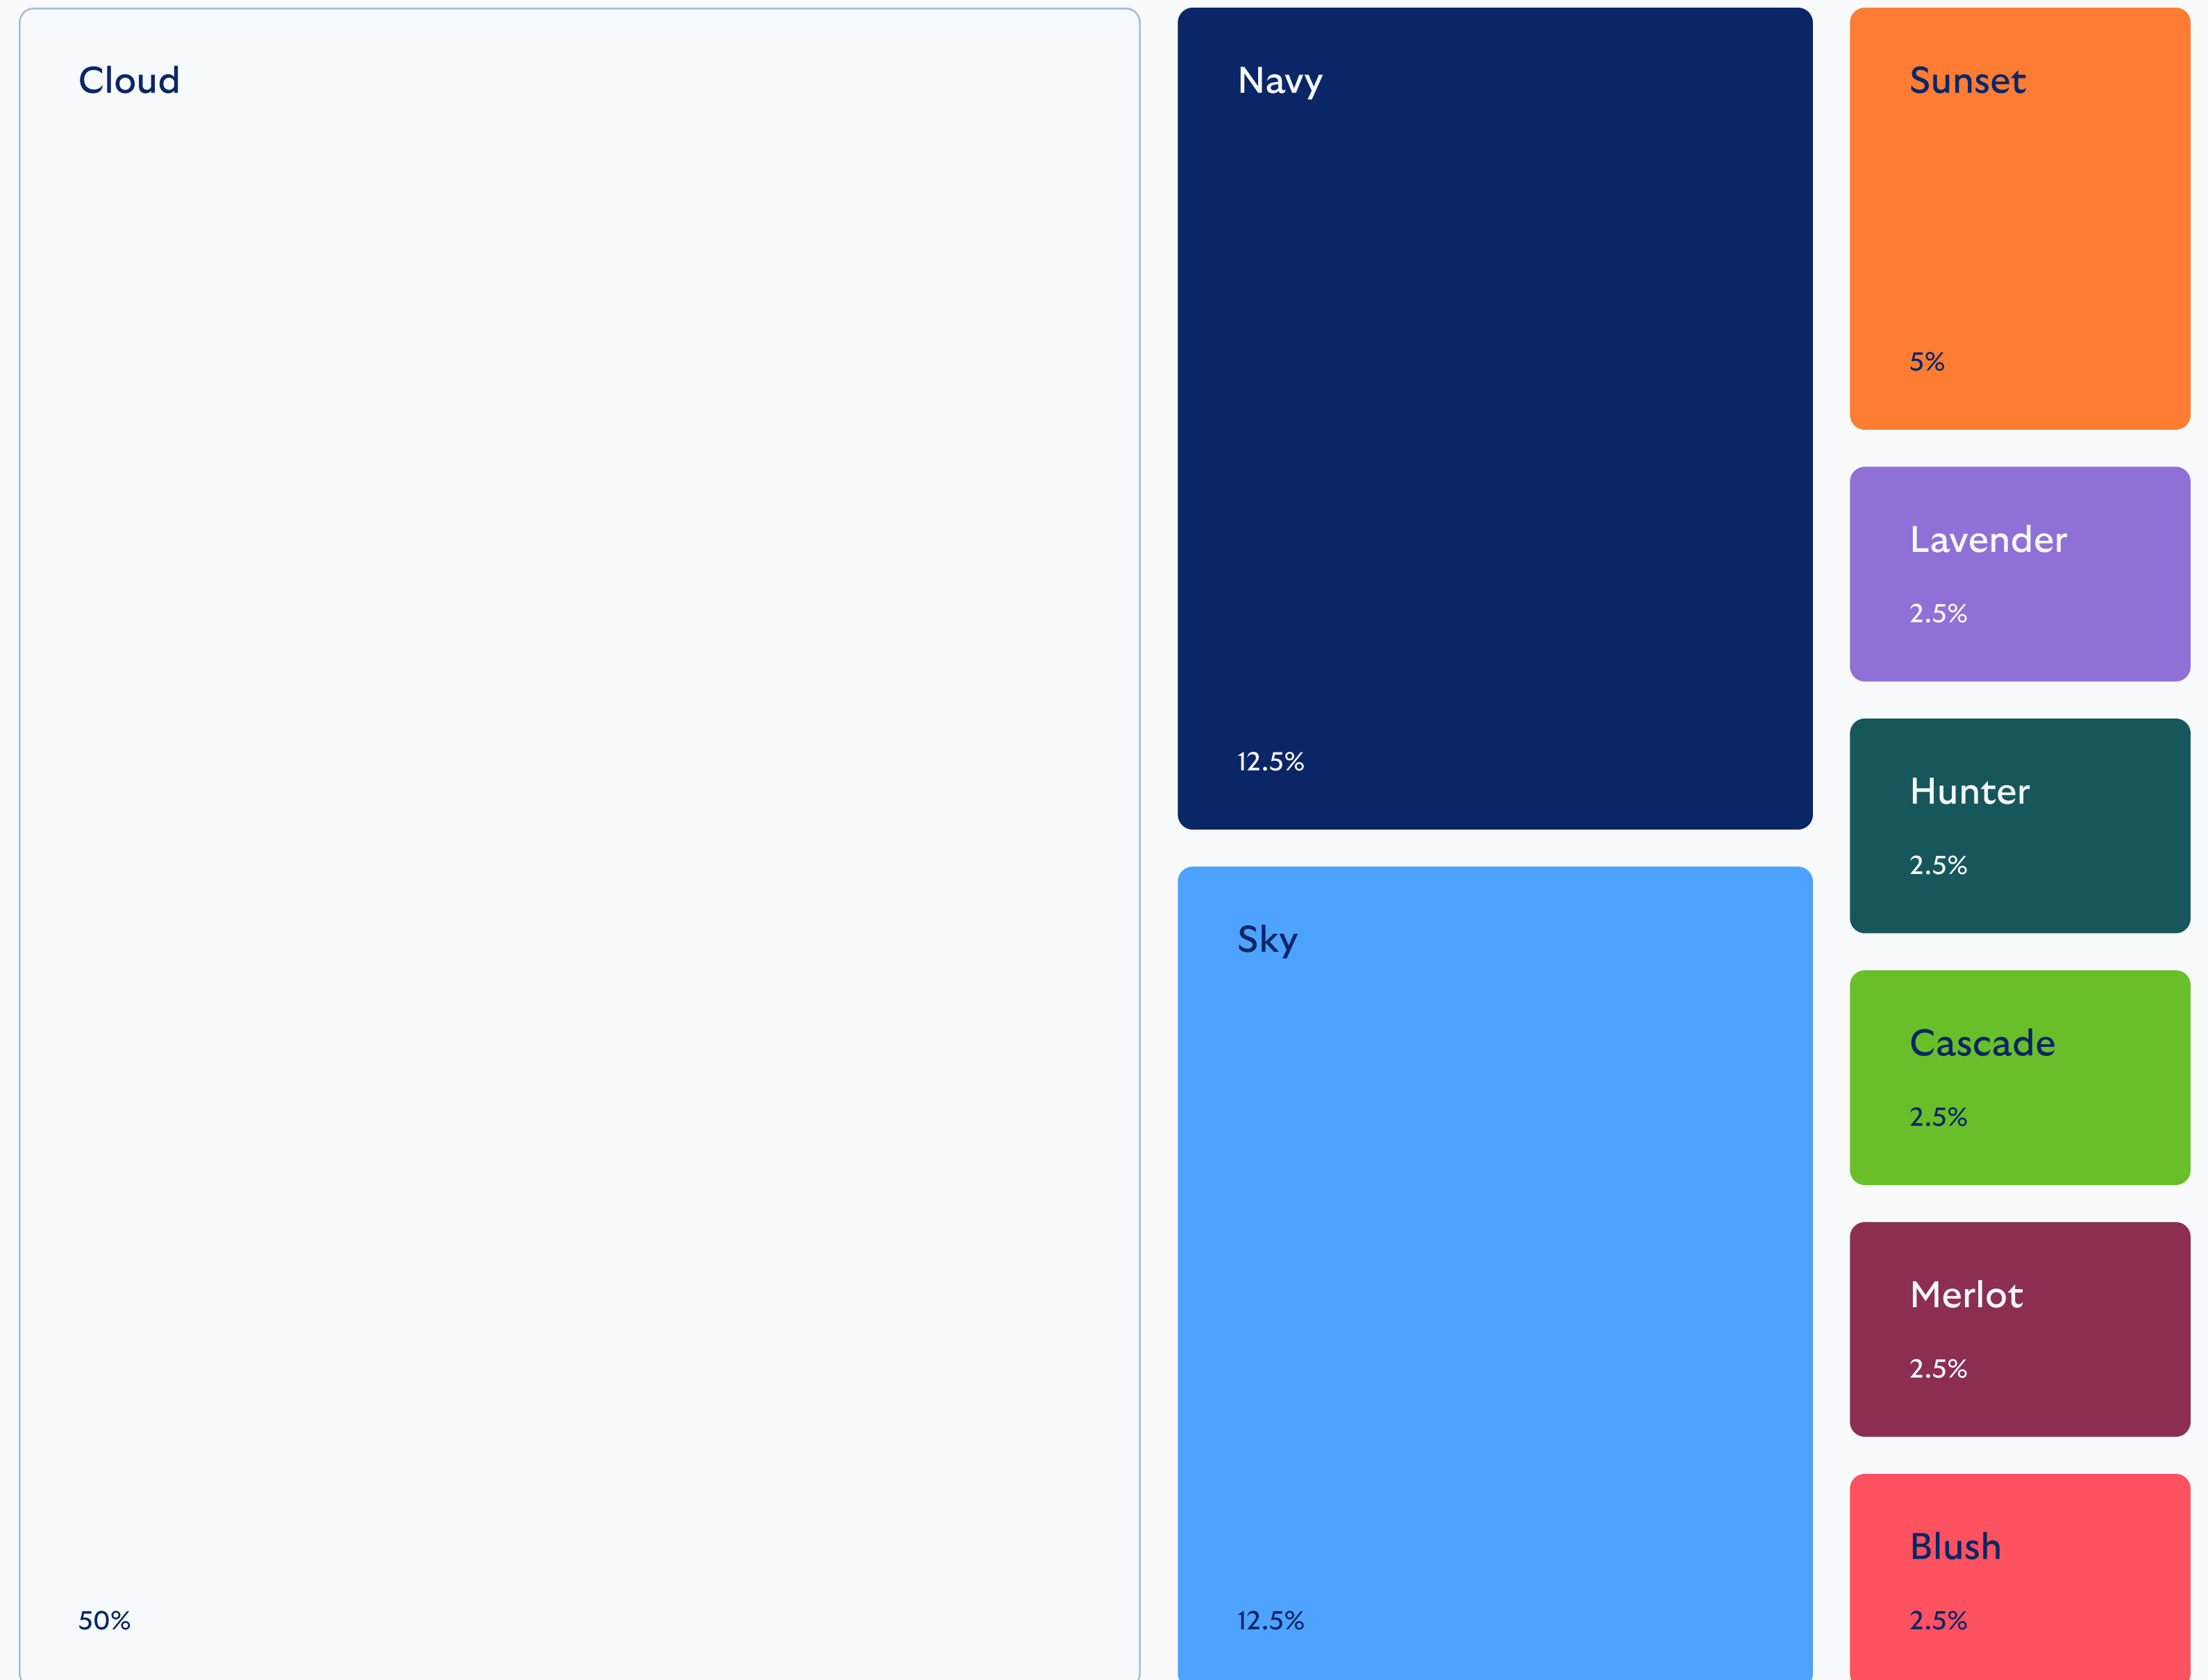 Cloud
50%
Navy
12.5%
Sky
12.5%
Sunset
5%
Lavender
2.5%
Hunter
2.5%
Cascade
2.5%
Merlot
2.5%
Blush
2.5%